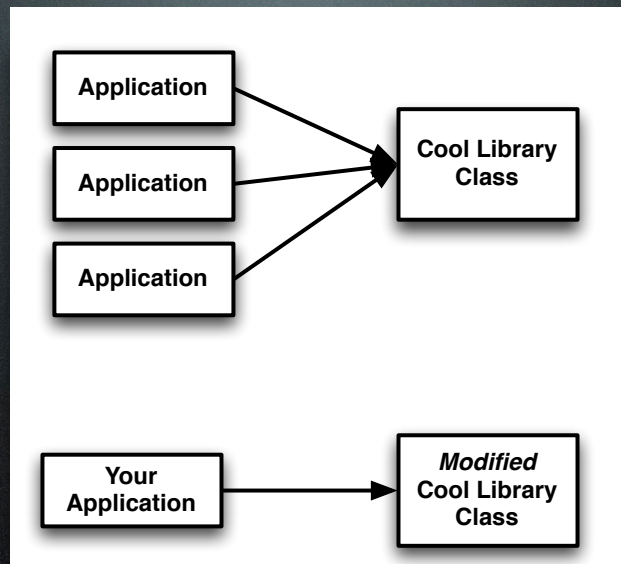 Application
Application
Application
Cool Library
Class
Your
Application
Modified
Cool Library
Class